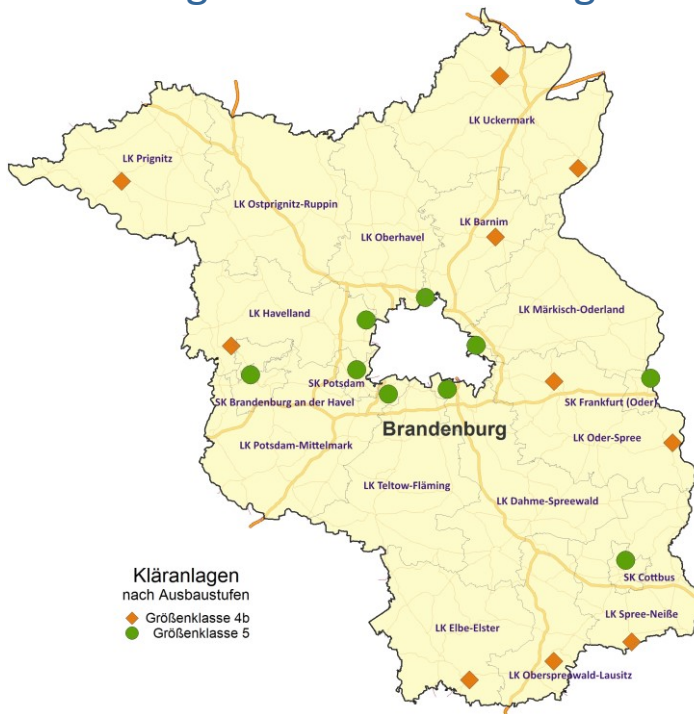 LK Uckermark
LK Prignitz
LK Ostprignitz-Ruppin
LK Barnim
LK Oberhavel
LK Havelland
LK Märkisch-Oderland
SK Potsdam
SK Brandenburg an der Havel
SK Frankfurt (Oder)
Brandenburg
LK Oder-Spree
LK Potsdam-Mittelmark
LK Teltow-Fläming
LK Dahme-Spreewald
Kläranlagen
nach Ausbaustufen
Größenklasse 4b
Größenklasse 5
SK Cottbus
LK Spree-Neiße
LK Elbe-Elster
LK Oberspreewald-Lausitz